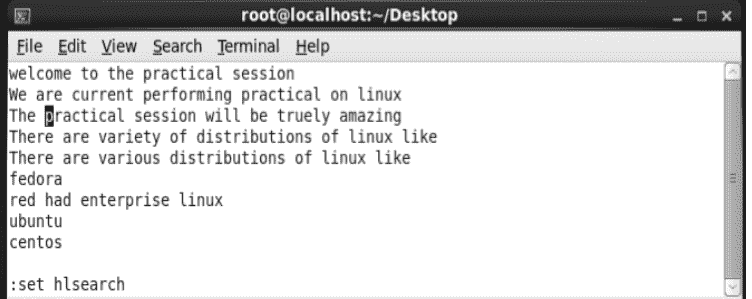 root@localhost:~/Desktop
File Edit View Search Terminal Help
welcome to the practical session
We are current performing practical on linux
The practical session will be truely amazing
There are variety of distributions of linux like
There are various distributions of linux like
fedora
red had enterprise linux
ubuntu
centos
:set hlsearch